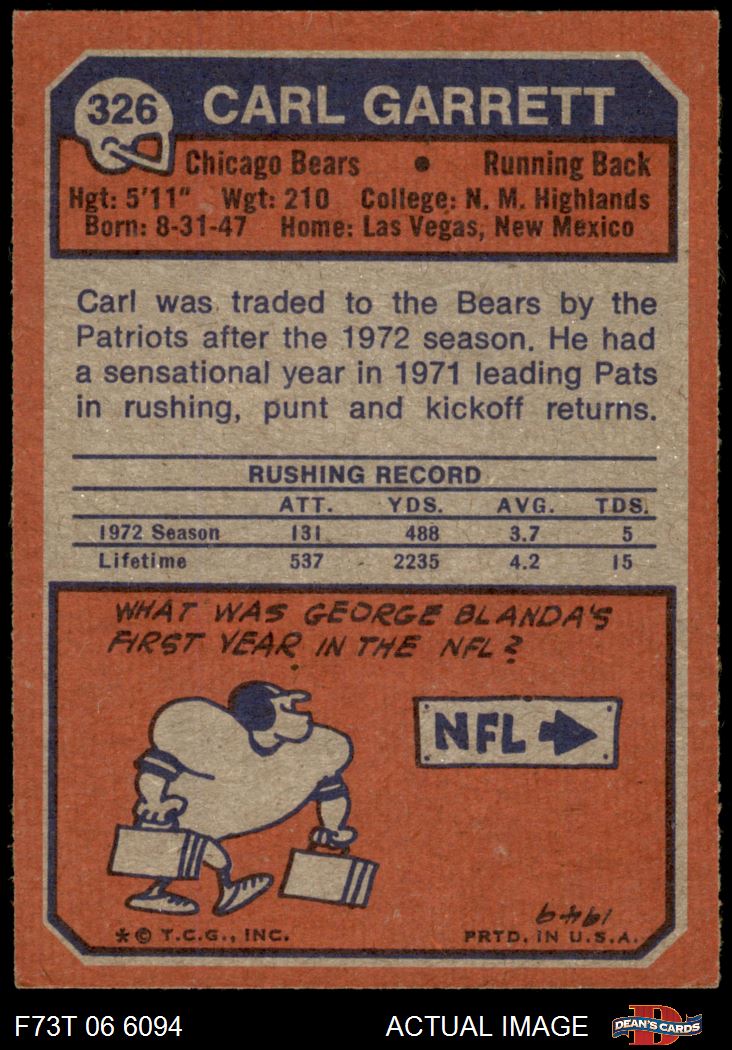 326
CARL GARRETT
Chicago Bears • Running Back
Hgt: 5'11" Wgt: 210 College: N. M. Highlands
Born: 8-31-47 Home: Las Vegas, New Mexico
Carl was traded to the Bears by the
Patriots after the 1972 season. He had
a sensational year in 1971 leading Pats
in rushing, punt and kickoff returns.
RUSHING RECORD
ATT. YDS. AVG. TDS.
1972 Season 131 488 3.7 5
Lifetime 537 2235 4.2 15
WHAT WAS GEORGE BLANDA'S
FIRST YEAR IN THE NFL?
NFL
1949
* © T.C.G., INC. PRTD. IN U.S.A.
F73T 06 6094 ACTUAL IMAGE
D
DEAN'S CARDS